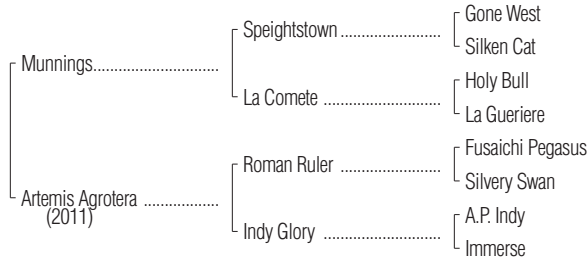 Gone West
Speightstown
Silken Cat
Munnings
Holy Bull
La Comete
La Gueriere
Fusaichi Pegasus
Roman Ruler
Silvery Swan
Artemis Agrotera
(2011)
A.P. Indy
Indy Glory
Immerse